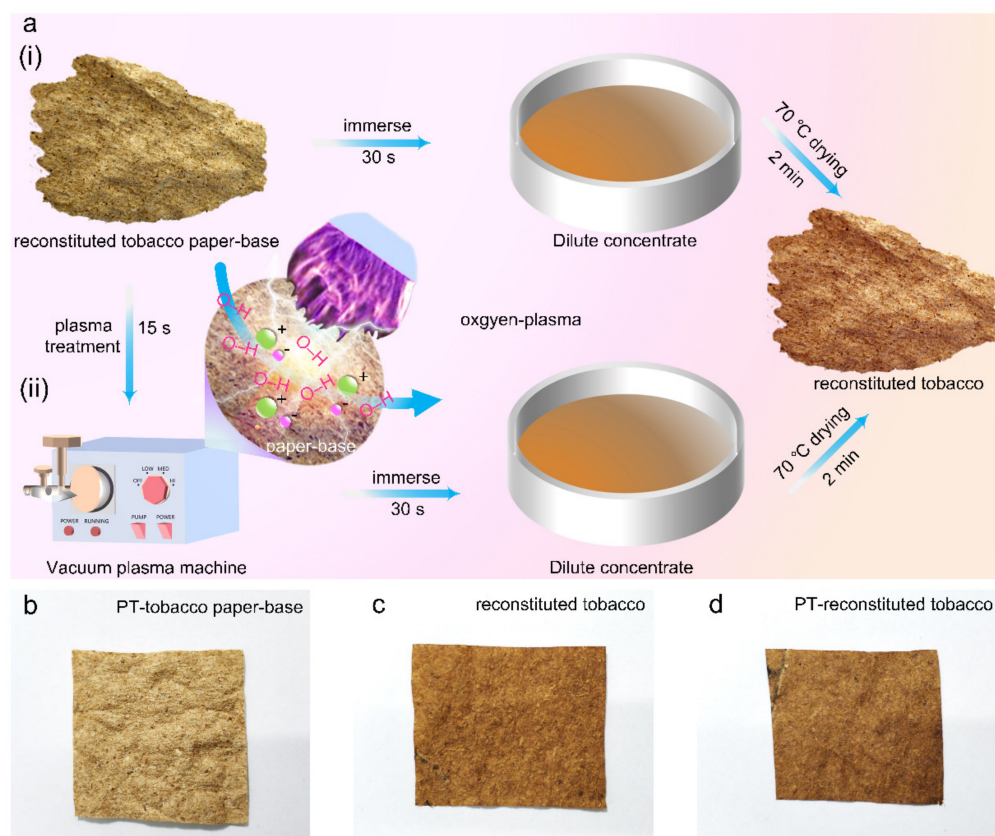 a
(i)
immerse
30 s
70 °C drying
2 min
reconstituted tobacco paper-base
Dilute concentrate
plasma
treatment
15 s
O–H
O–H
O–H
O–H
O–H
O–H
+
-
+
-
+
-
paper-base
oxgyen-plasma
reconstituted tobacco
(ii)
OFF
LOW
MED
HI
POWER
RUNNING
PUMP
POWER
immerse
30 s
70 °C drying
2 min
Vacuum plasma machine
Dilute concentrate
b
PT-tobacco paper-base
c
reconstituted tobacco
d
PT-reconstituted tobacco